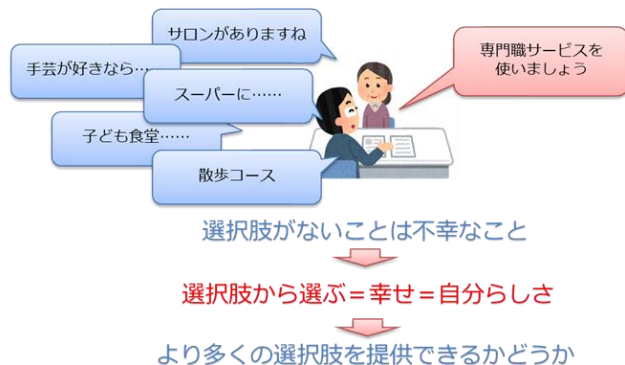 サロンがありますね
手芸が好きなら……
スーパーに……
子ども食堂……
散歩コース
専門職サービスを
使いましょう
選択肢がないことは不幸なこと
選択肢から選ぶ＝幸せ＝自分らしさ
より多くの選択肢を提供できるかどうか